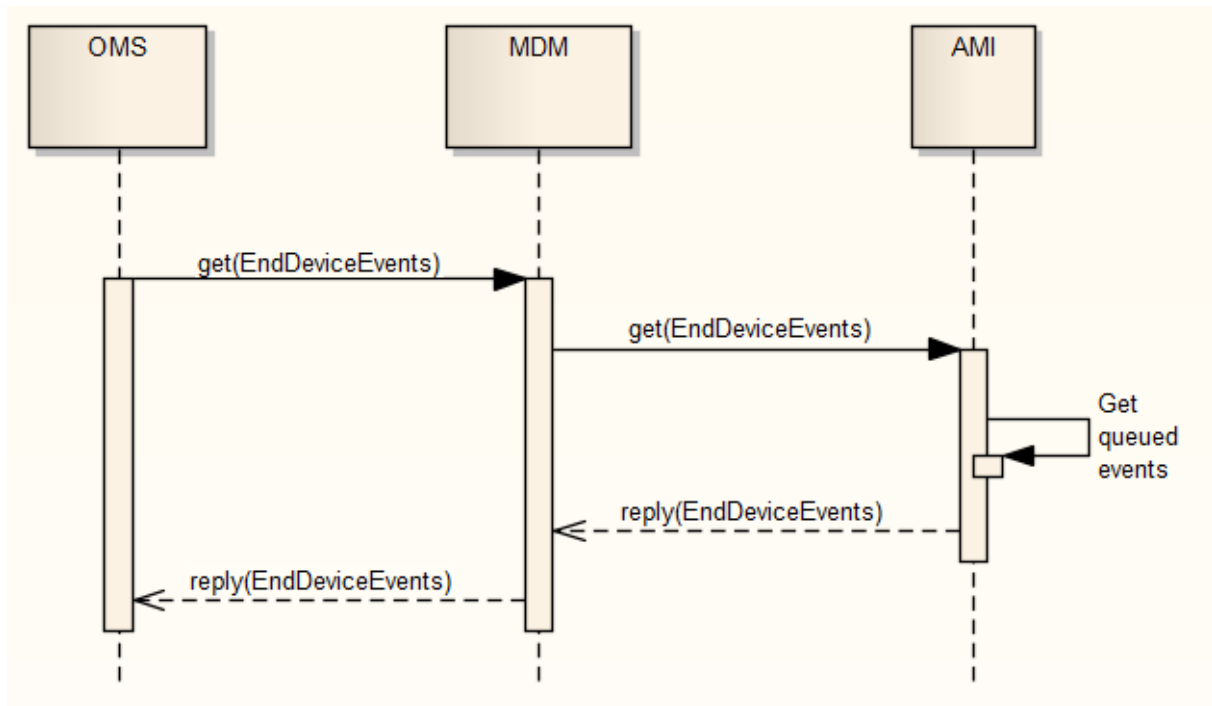 OMS
MDM
AMI
get(EndDeviceEvents)
get(EndDeviceEvents)
Get
queued
events
reply(EndDeviceEvents)
reply(EndDeviceEvents)